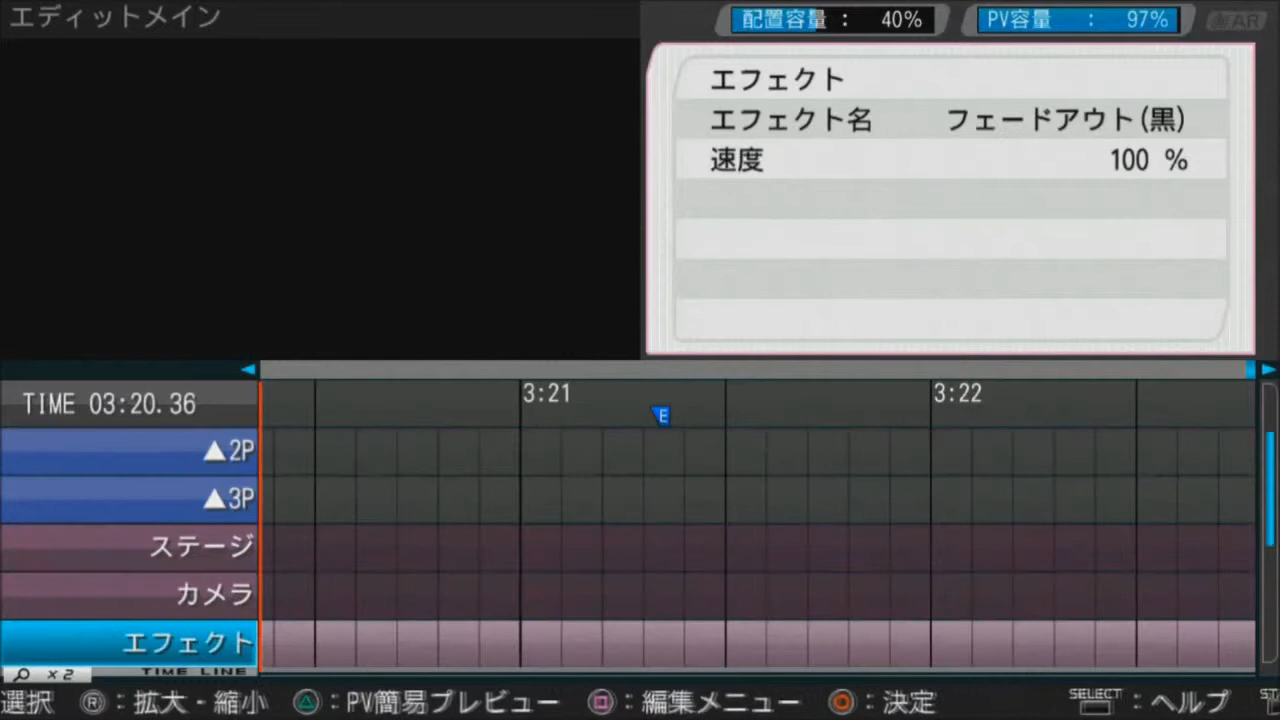 エディットメイン
配置容量 : 40%
PV容量 : 97%
AR
エフェクト
エフェクト名 フェードアウト(黒)
速度 100 %
TIME 03:20.36
3:21
3:22
E
▲2P
▲3P
ステージ
カメラ
エフェクト
×2 TIME LINE
選択 R:拡大・縮小 △:PV簡易プレビュー □:編集メニュー ○:決定 SELECT:ヘルプ ST